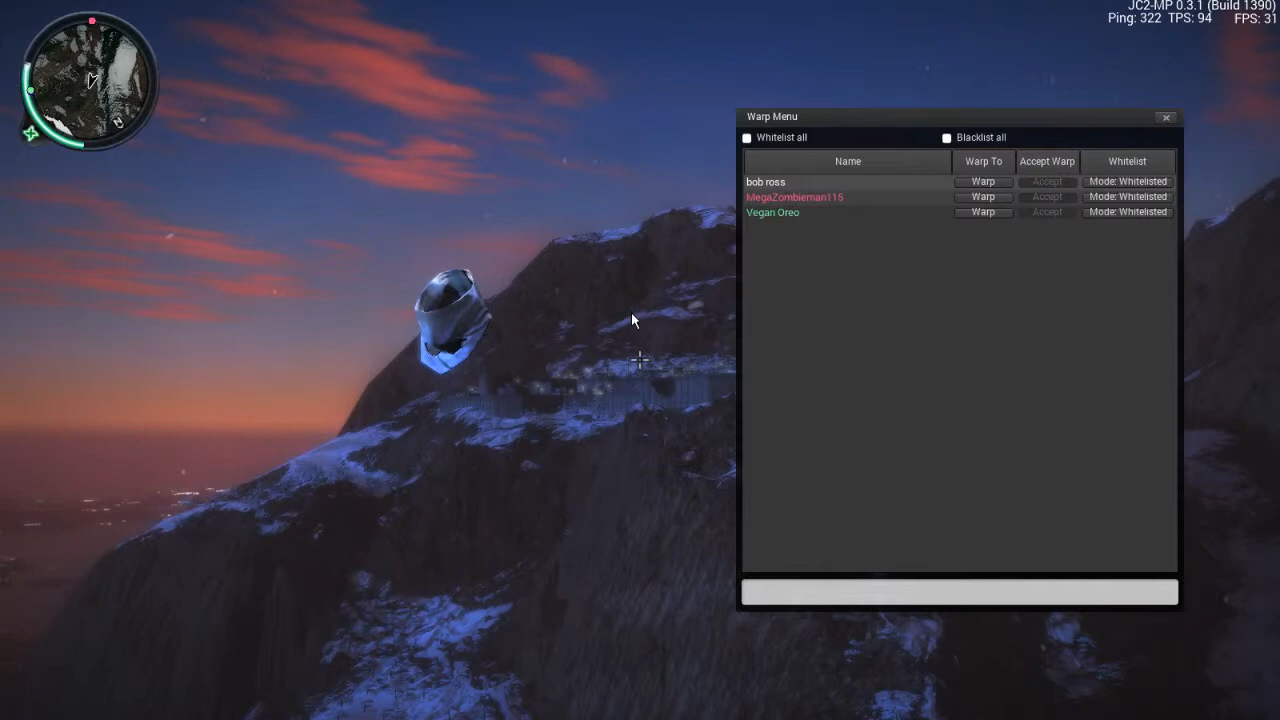 JC2-MP 0.3.1 (Build 1390)
Ping: 322 TPS: 94 FPS: 31
Warp Menu
Whitelist all Blacklist all
Name Warp To Accept Warp Whitelist
bob ross Warp Accept Mode: Whitelisted
MegaZombieman115 Warp Accept Mode: Whitelisted
Vegan Oreo Warp Accept Mode: Whitelisted